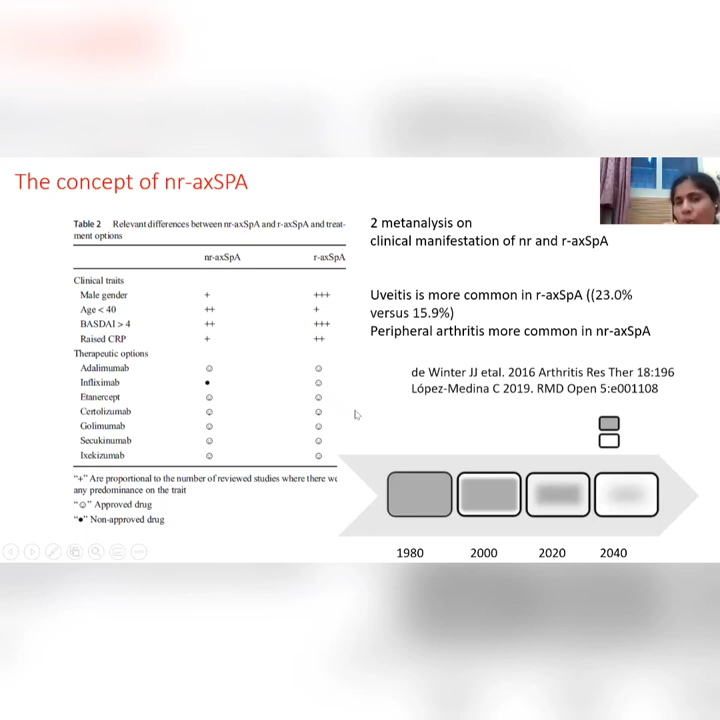 The concept of nr-axSPA
Table 2 Relevant differences between nr-axSpA and r-axSpA and treat-
ment options
nr-axSpA r-axSpA
Clinical traits
Male gender + +++
Age < 40 ++ +
BASDAI > 4 ++ +++
Raised CRP + ++
Therapeutic options
Adalimumab ☺ ☺
Infliximab ● ☺
Etanercept ☺ ☺
Certolizumab ☺ ☺
Golimumab ☺ ☺
Secukinumab ☺ ☺
Ixekizumab ☺ ☺
"+" Are proportional to the number of reviewed studies where there we
any predominance on the trait
"☺" Approved drug
"●" Non-approved drug
2 metanalysis on
clinical manifestation of nr and r-axSpA
Uveitis is more common in r-axSpA ((23.0%
versus 15.9%)
Peripheral arthritis more common in nr-axSpA
de Winter JJ etal. 2016 Arthritis Res Ther 18:196
López-Medina C 2019. RMD Open 5:e001108
1980 2000 2020 2040